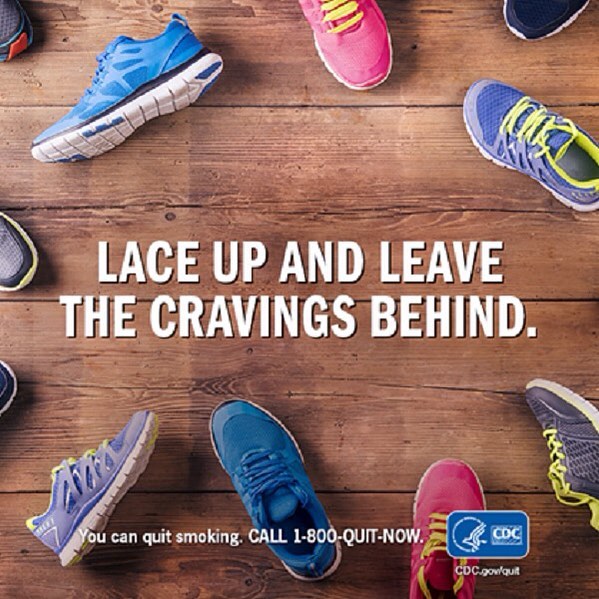 LACE UP AND LEAVE
THE CRAVINGS BEHIND.
You can quit smoking. CALL 1-800-QUIT-NOW.
CDC
CDC.gov/quit